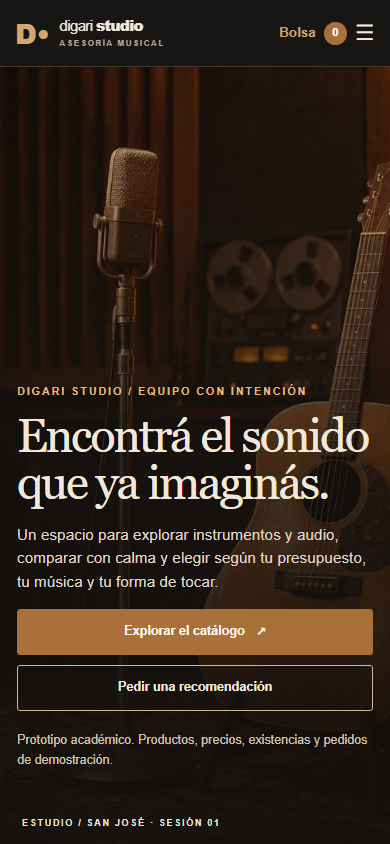 D•
digari studio
ASESORÍA MUSICAL
Bolsa 0
DIGARI STUDIO / EQUIPO CON INTENCIÓN
Encontrá el sonido
que ya imaginás.
Un espacio para explorar instrumentos y audio,
comparar con calma y elegir según tu presupuesto,
tu música y tu forma de tocar.
Explorar el catálogo ↗
Pedir una recomendación
Prototipo académico. Productos, precios, existencias y pedidos
de demostración.
ESTUDIO / SAN JOSÉ - SESIÓN 01